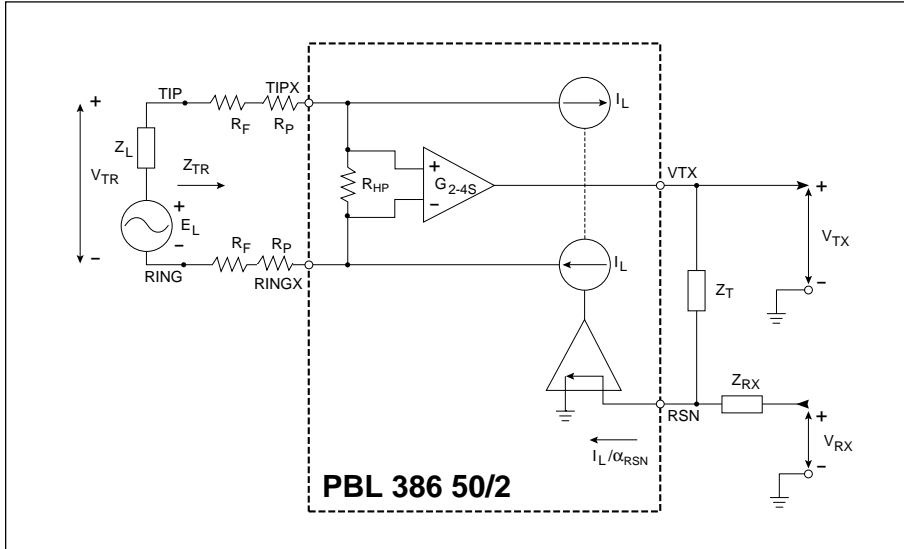 TIP
TIPX
R_F
R_P
I_L
+
Z_L
V_TR
Z_TR
R_HP
+
G_2-4S
−
VTX
+
+
E_L
−
−
R_F
R_P
RING
RINGX
I_L
V_TX
−
Z_T
Z_RX
RSN
+
V_RX
−
I_L/α_RSN
PBL 386 50/2